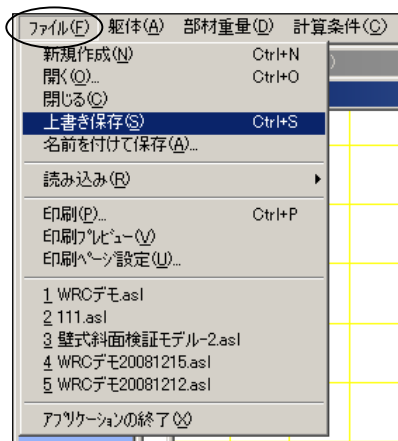 ファイル(F) 躯体(A) 部材重量(D) 計算条件(C)
新規作成(N) Ctrl+N
開く(O)... Ctrl+O
閉じる(C)
上書き保存(S) Ctrl+S
名前を付けて保存(A)...
読み込み(R)
印刷(P)... Ctrl+P
印刷ﾌﾟﾚﾋﾞｭｰ(V)
印刷ﾍﾟｰｼﾞ設定(U)...
1 WRCデモ.asl
2 111.asl
3 壁式斜面検証モデル-2.asl
4 WRCデモ20081215.asl
5 WRCデモ20081212.asl
ｱﾌﾟﾘｹｰｼｮﾝの終了(X)